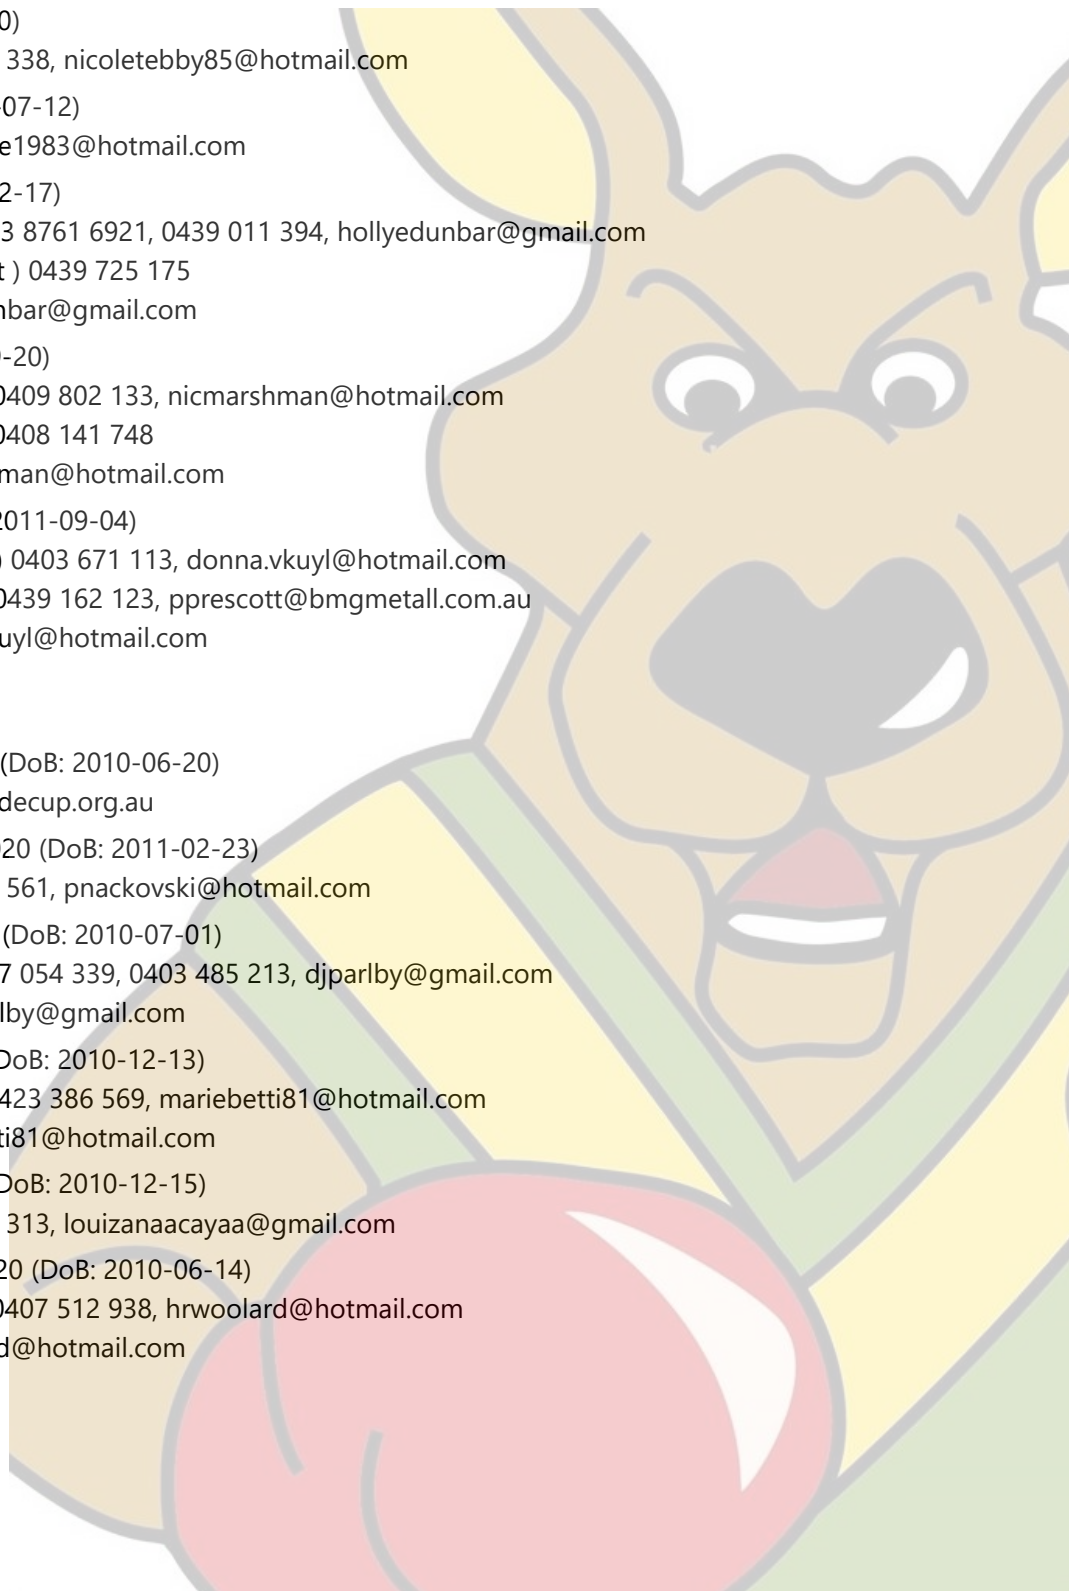 0)
338, nicoletebby85@hotmail.com
-07-12)
e1983@hotmail.com
2-17)
3 8761 6921, 0439 011 394, hollyedunbar@gmail.com
t ) 0439 725 175
nbar@gmail.com
-20)
0409 802 133, nicmarshman@hotmail.com
0408 141 748
man@hotmail.com
2011-09-04)
) 0403 671 113, donna.vkuyl@hotmail.com
0439 162 123, pprescott@bmgmetall.com.au
uyl@hotmail.com
(DoB: 2010-06-20)
decup.org.au
20 (DoB: 2011-02-23)
561, pnackovski@hotmail.com
(DoB: 2010-07-01)
7 054 339, 0403 485 213, djparlby@gmail.com
lby@gmail.com
DoB: 2010-12-13)
423 386 569, mariebetti81@hotmail.com
ti81@hotmail.com
DoB: 2010-12-15)
313, louizanaacayaa@gmail.com
20 (DoB: 2010-06-14)
0407 512 938, hrwoolard@hotmail.com
d@hotmail.com